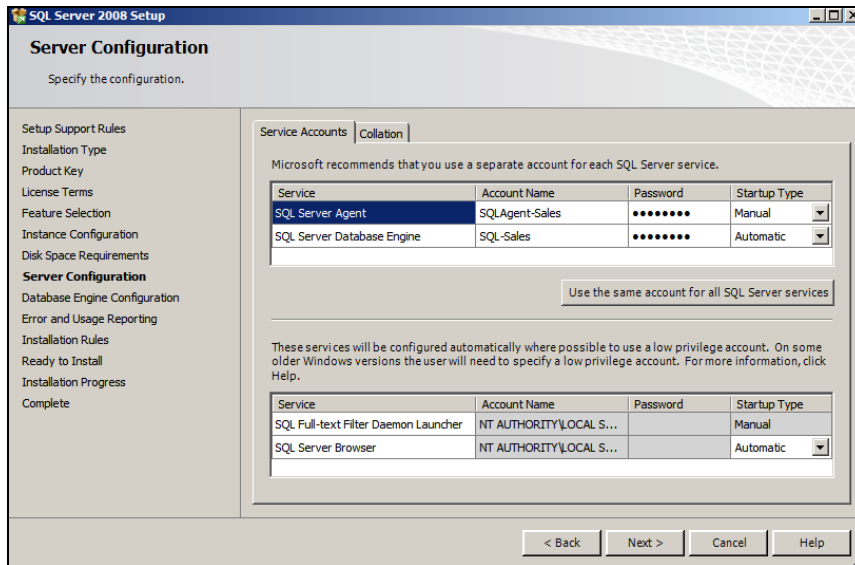 SQL Server 2008 Setup
Server Configuration
Specify the configuration.
Setup Support Rules
Installation Type
Product Key
License Terms
Feature Selection
Instance Configuration
Disk Space Requirements
Server Configuration
Database Engine Configuration
Error and Usage Reporting
Installation Rules
Ready to Install
Installation Progress
Complete
Service Accounts Collation
Microsoft recommends that you use a separate account for each SQL Server service.
Service Account Name Password Startup Type
SQL Server Agent SQLAgent-Sales ●●●●●●●● Manual
SQL Server Database Engine SQL-Sales ●●●●●●●● Automatic
Use the same account for all SQL Server services
These services will be configured automatically where possible to use a low privilege account. On some
older Windows versions the user will need to specify a low privilege account. For more information, click
Help.
Service Account Name Password Startup Type
SQL Full-text Filter Daemon Launcher NT AUTHORITY\LOCAL S... Manual
SQL Server Browser NT AUTHORITY\LOCAL S... Automatic
< Back Next > Cancel Help